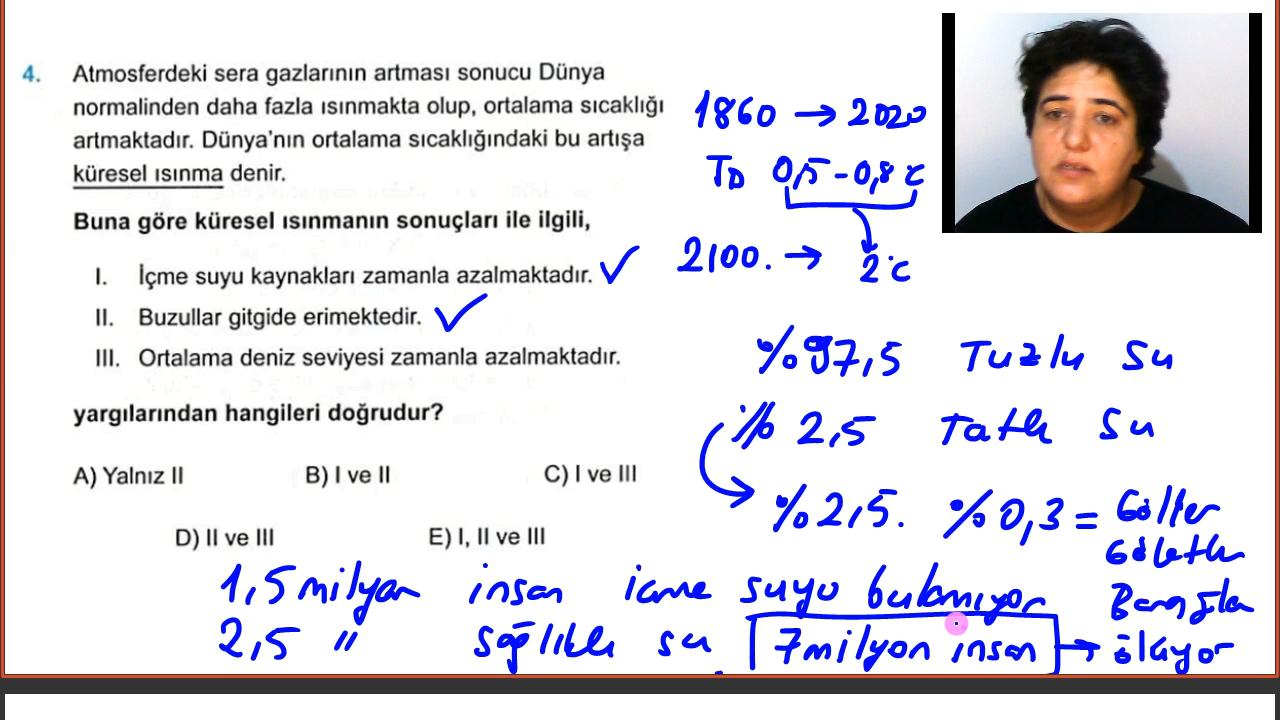 4. Atmosferdeki sera gazlarının artması sonucu Dünya
normalinden daha fazla ısınmakta olup, ortalama sıcaklığı
artmaktadır. Dünya'nın ortalama sıcaklığındaki bu artışa
küresel ısınma denir.
Buna göre küresel ısınmanın sonuçları ile ilgili,
I. İçme suyu kaynakları zamanla azalmaktadır.
II. Buzullar gitgide erimektedir.
III. Ortalama deniz seviyesi zamanla azalmaktadır.
yargılarından hangileri doğrudur?
A) Yalnız II B) I ve II C) I ve III
D) II ve III E) I, II ve III
1860 → 2020
TD 0,5 - 0,8 °C
2100. → 2°C
%97,5 Tuzlu su
% 2,5 Tatlı su
%2,5. %0,3 = Göller
Göletler
Barajlar
1,5 milyar insan içme suyu bulamıyor
2,5 " sağlıklı su 7 milyon insan → ölüyor